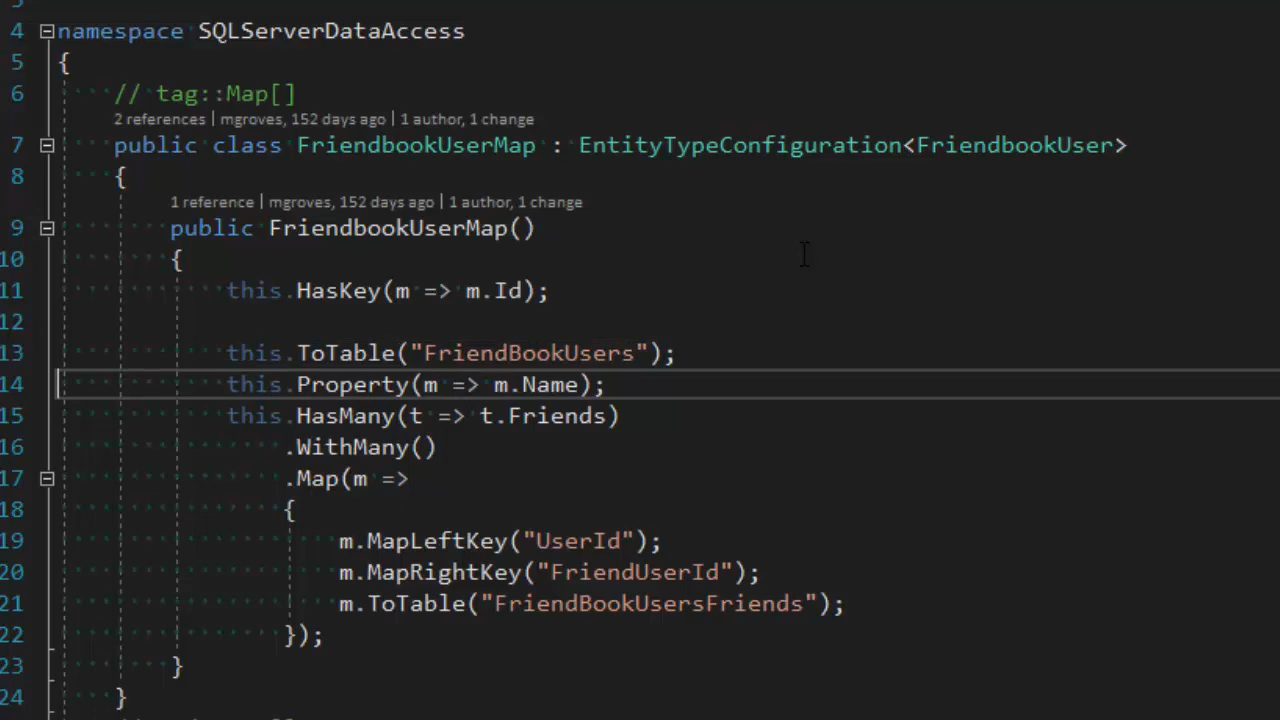 4 namespace SQLServerDataAccess
5 {
6 // tag::Map[]
2 references | mgroves, 152 days ago | 1 author, 1 change
7 public class FriendbookUserMap : EntityTypeConfiguration<FriendbookUser>
8 {
1 reference | mgroves, 152 days ago | 1 author, 1 change
9 public FriendbookUserMap()
10 {
11 this.HasKey(m => m.Id);
12
13 this.ToTable("FriendBookUsers");
14 this.Property(m => m.Name);
15 this.HasMany(t => t.Friends)
16 .WithMany()
17 .Map(m =>
18 {
19 m.MapLeftKey("UserId");
20 m.MapRightKey("FriendUserId");
21 m.ToTable("FriendBookUsersFriends");
22 });
23 }
24 }